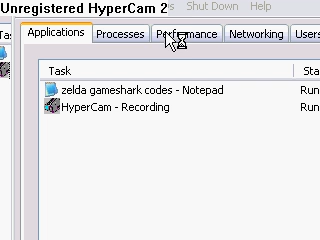 Unregistered HyperCam 2 Shut Down Help
Applications Processes Performance Networking Users
Task
zelda gameshark codes - Notepad Run
HyperCam - Recording Run